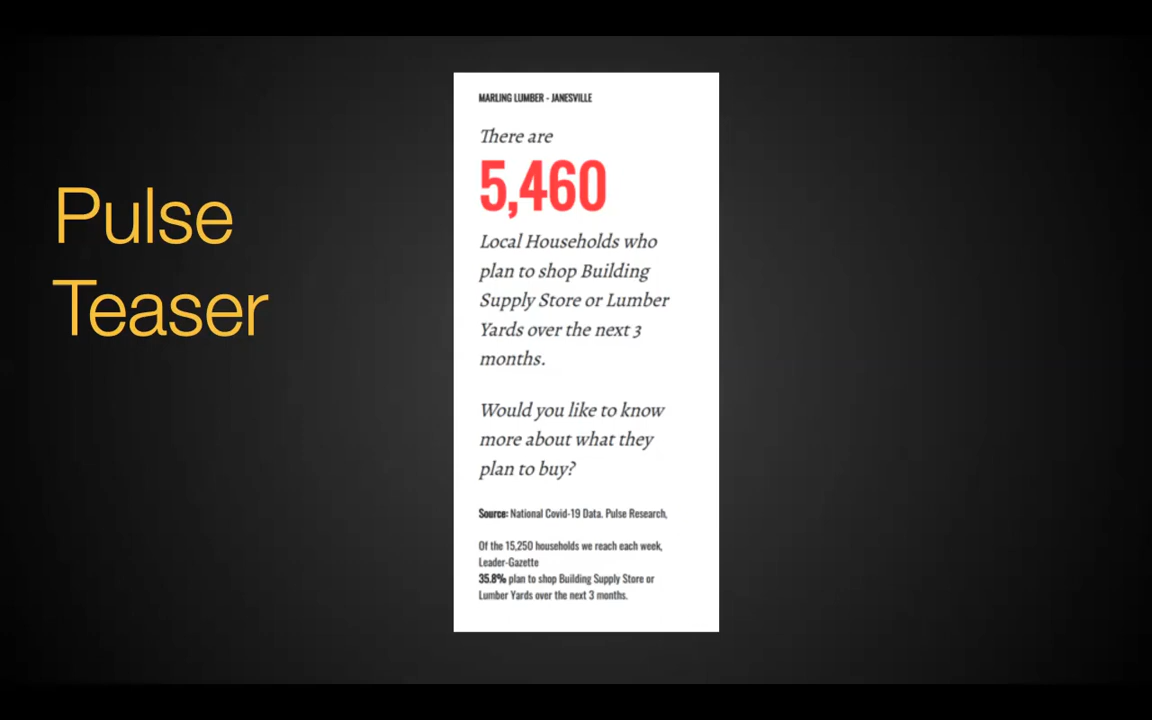 Pulse
Teaser
MARLING LUMBER - JANESVILLE
There are
5,460
Local Households who
plan to shop Building
Supply Store or Lumber
Yards over the next 3
months.
Would you like to know
more about what they
plan to buy?
Source: National Covid-19 Data. Pulse Research,
Of the 15,250 households we reach each week,
Leader-Gazette
35.8% plan to shop Building Supply Store or
Lumber Yards over the next 3 months.